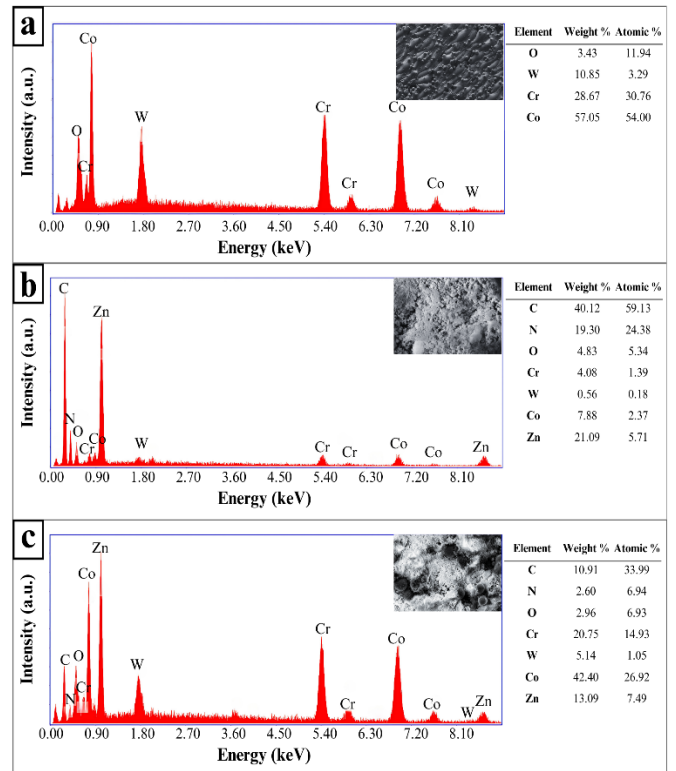 a
Element Weight % Atomic %
O 3.43 11.94
W 10.85 3.29
Cr 28.67 30.76
Co 57.05 54.00
Co
O
Cr
W
Cr
Cr
Co
Co
W
Intensity (a.u.)
0.00 0.90 1.80 2.70 3.60 4.50 5.40 6.30 7.20 8.10
Energy (keV)
b
Element Weight % Atomic %
C 40.12 59.13
N 19.30 24.38
O 4.83 5.34
Cr 4.08 1.39
W 0.56 0.18
Co 7.88 2.37
Zn 21.09 5.71
C
Zn
N
O
Cr
Co
W
Cr
Cr
Co
Co
Zn
Intensity (a.u.)
0.00 0.90 1.80 2.70 3.60 4.50 5.40 6.30 7.20 8.10
Energy (keV)
c
Element Weight % Atomic %
C 10.91 33.99
N 2.60 6.94
O 2.96 6.93
Cr 20.75 14.93
W 5.14 1.05
Co 42.40 26.92
Zn 13.09 7.49
Zn
Co
C
O
N
Cr
W
Cr
Cr
Co
Co
W
Zn
Intensity (a.u.)
0.00 0.90 1.80 2.70 3.60 4.50 5.40 6.30 7.20 8.10
Energy (keV)